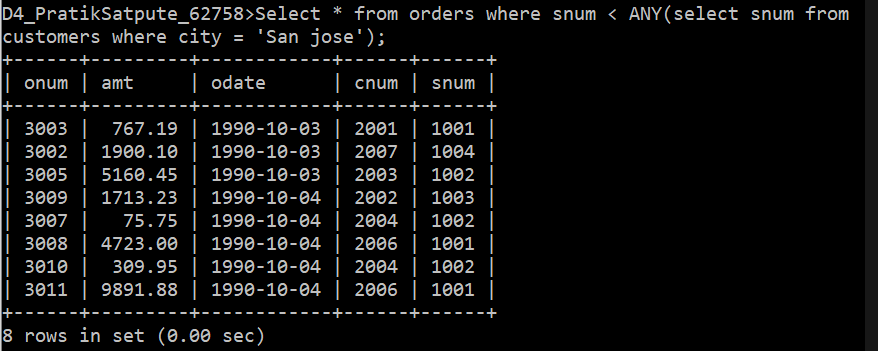 D4_PratikSatpute_62758>Select * from orders where snum < ANY(select snum from
customers where city = 'San jose');
+------+---------+------------+------+------+
| onum | amt     | odate      | cnum | snum |
+------+---------+------------+------+------+
| 3003 |  767.19 | 1990-10-03 | 2001 | 1001 |
| 3002 | 1900.10 | 1990-10-03 | 2007 | 1004 |
| 3005 | 5160.45 | 1990-10-03 | 2003 | 1002 |
| 3009 | 1713.23 | 1990-10-04 | 2002 | 1003 |
| 3007 |   75.75 | 1990-10-04 | 2004 | 1002 |
| 3008 | 4723.00 | 1990-10-04 | 2006 | 1001 |
| 3010 |  309.95 | 1990-10-04 | 2004 | 1002 |
| 3011 | 9891.88 | 1990-10-04 | 2006 | 1001 |
+------+---------+------------+------+------+
8 rows in set (0.00 sec)